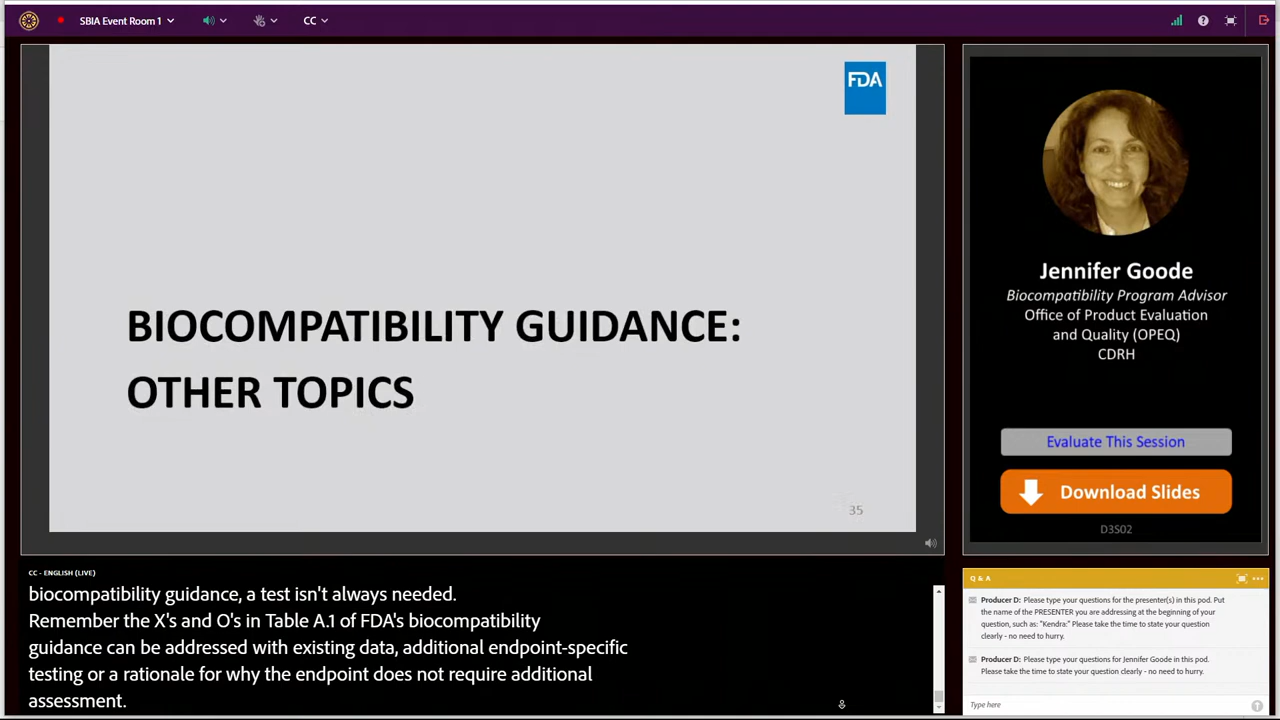 SBIA Event Room 1
CC
FDA
BIOCOMPATIBILITY GUIDANCE:
OTHER TOPICS
35
Jennifer Goode
Biocompatibility Program Advisor
Office of Product Evaluation
and Quality (OPEQ)
CDRH
Evaluate This Session
Download Slides
D3S02
CC - ENGLISH (LIVE)
biocompatibility guidance, a test isn't always needed.
Remember the X's and O's in Table A.1 of FDA's biocompatibility
guidance can be addressed with existing data, additional endpoint-specific
testing or a rationale for why the endpoint does not require additional
assessment.
Q & A
Producer D: Please type your questions for the presenter(s) in this pod. Put
the name of the PRESENTER you are addressing at the beginning of your
question, such as: "Kendra:" Please take the time to state your question
clearly - no need to hurry.
Producer D: Please type your questions for Jennifer Goode in this pod.
Please take the time to state your question clearly - no need to hurry.
Type here